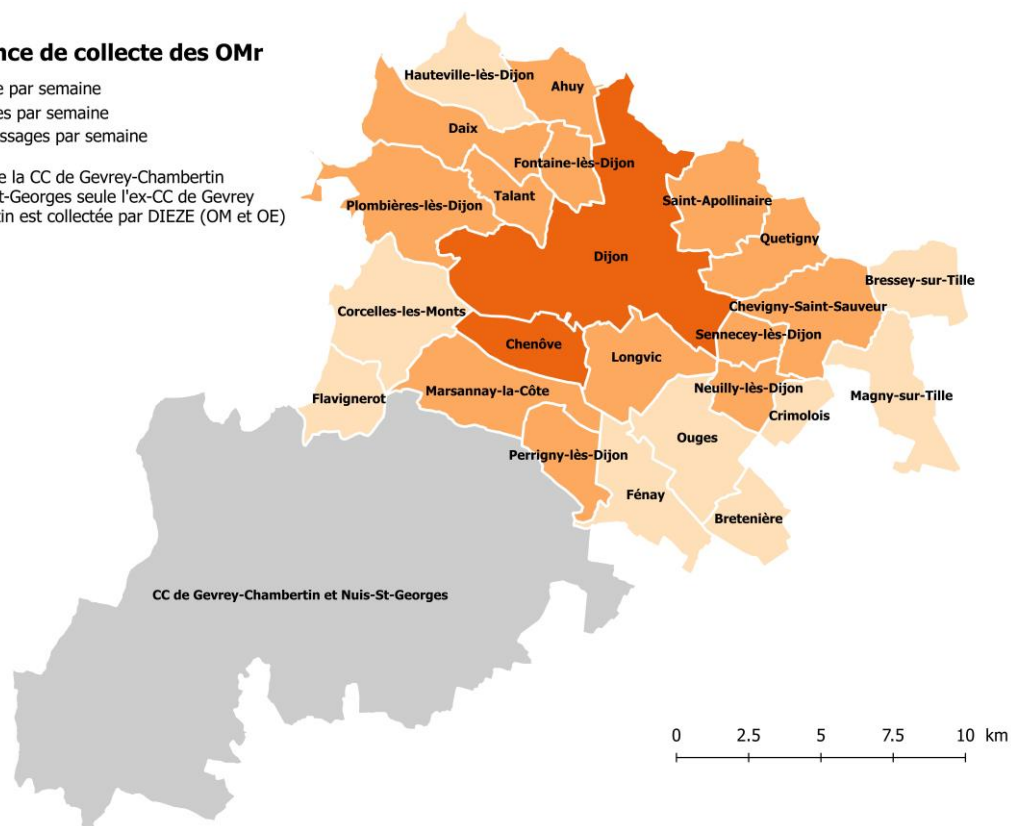 nce de collecte des OMr
e par semaine
es par semaine
ssages par semaine
e la CC de Gevrey-Chambertin
t-Georges seule l'ex-CC de Gevrey
tin est collectée par DIEZE (OM et OE)
Hauteville-lès-Dijon
Ahuy
Daix
Fontaine-lès-Dijon
Talant
Plombières-lès-Dijon
Saint-Apollinaire
Quetigny
Dijon
Bressey-sur-Tille
Corcelles-les-Monts
Chevigny-Saint-Sauveur
Sennecey-lès-Dijon
Chenôve
Longvic
Flavignerot
Marsannay-la-Côte
Neuilly-lès-Dijon
Magny-sur-Tille
Crimolois
Ouges
Perrigny-lès-Dijon
Fénay
Bretenière
CC de Gevrey-Chambertin et Nuis-St-Georges
0 2.5 5 7.5 10 km